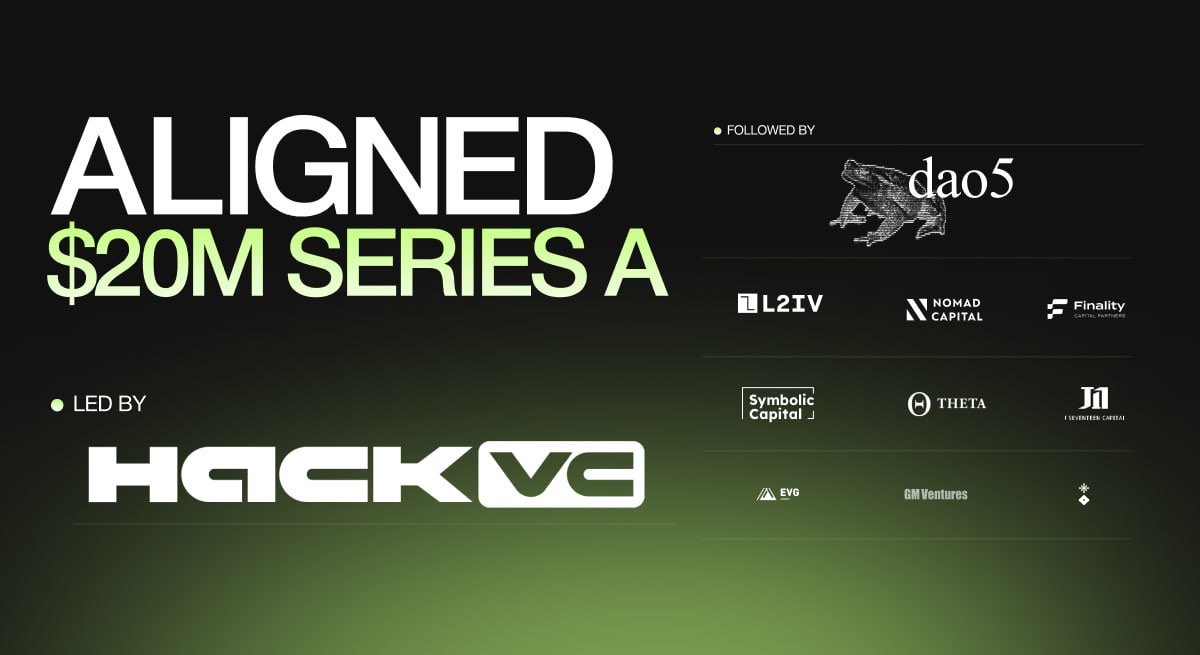 ALIGNED
$20M SERIES A
LED BY
HACK VC
FOLLOWED BY
dao5
L2IV
NOMAD
CAPITAL
Finality
CAPITAL PARTNERS
Symbolic
Capital
THETA
SEVENTEEN CAPITAL
EVG
GM Ventures